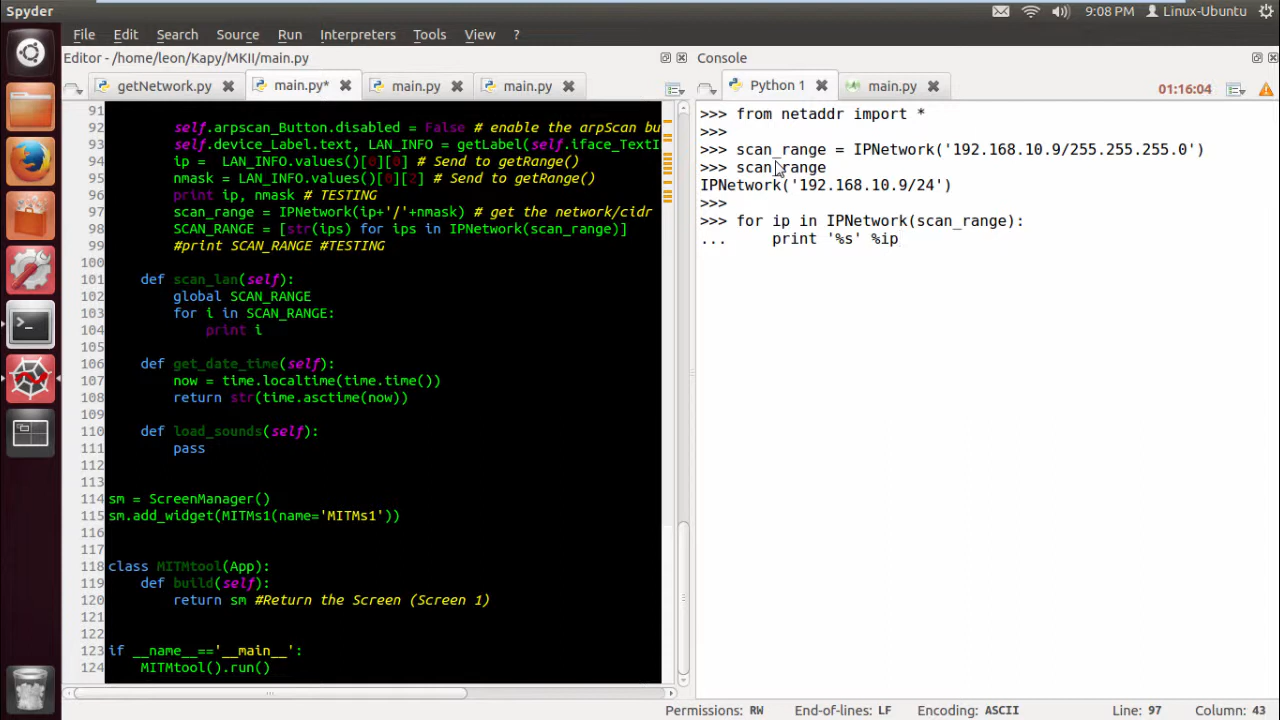 Spyder
9:08 PM
Linux-Ubuntu
File Edit Search Source Run Interpreters Tools View ?
Editor - /home/leon/Kapy/MKII/main.py
getNetwork.py
main.py*
main.py
main.py
91
92 self.arpscan_Button.disabled = False # enable the arpScan bu
93 self.device_Label.text, LAN_INFO = getLabel(self.iface_TextI
94 ip = LAN_INFO.values()[0][0] # Send to getRange()
95 nmask = LAN_INFO.values()[0][2] # Send to getRange()
96 print ip, nmask # TESTING
97 scan_range = IPNetwork(ip+'/'+nmask) # get the network/cidr
98 SCAN_RANGE = [str(ips) for ips in IPNetwork(scan_range)]
99 #print SCAN_RANGE #TESTING
100
101 def scan_lan(self):
102 global SCAN_RANGE
103 for i in SCAN_RANGE:
104 print i
105
106 def get_date_time(self):
107 now = time.localtime(time.time())
108 return str(time.asctime(now))
109
110 def load_sounds(self):
111 pass
112
113
114 sm = ScreenManager()
115 sm.add_widget(MITMs1(name='MITMs1'))
116
117
118 class MITMtool(App):
119 def build(self):
120 return sm #Return the Screen (Screen 1)
121
122
123 if __name__=='__main__':
124 MITMtool().run()
Console
Python 1
main.py
01:16:04
>>> from netaddr import *
>>>
>>> scan_range = IPNetwork('192.168.10.9/255.255.255.0')
>>> scan_range
IPNetwork('192.168.10.9/24')
>>>
>>> for ip in IPNetwork(scan_range):
... print '%s' %ip
Permissions: RW End-of-lines: LF Encoding: ASCII Line: 97 Column: 43